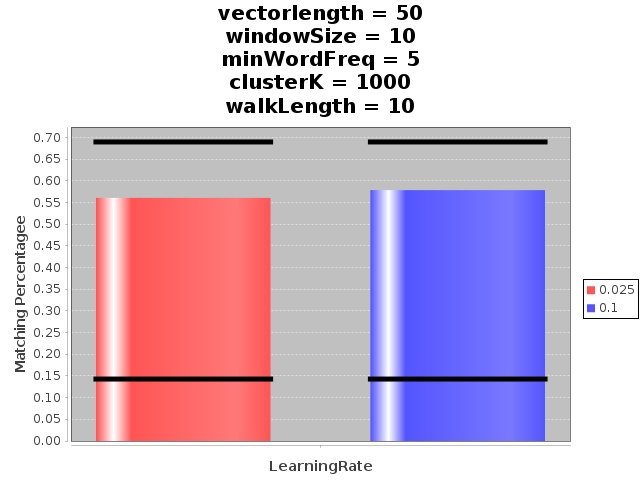 vectorlength = 50
windowSize = 10
minWordFreq = 5
clusterK = 1000
walkLength = 10
0.70
0.65
0.60
0.55
0.50
0.45
0.40
0.35
0.30
0.25
0.20
0.15
0.10
0.05
0.00
Matching Percentagee
LearningRate
0.025
0.1